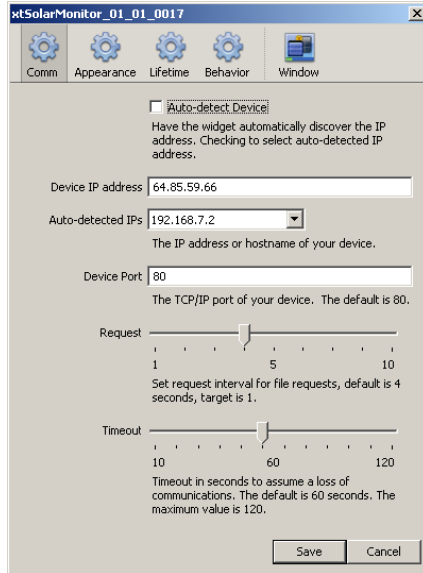 xtSolarMonitor_01_01_0017
Comm Appearance Lifetime Behavior Window
Auto-detect Device
Have the widget automatically discover the IP
address. Checking to select auto-detected IP
address.
Device IP address 64.85.59.66
Auto-detected IPs 192.168.7.2
The IP address or hostname of your device.
Device Port 80
The TCP/IP port of your device. The default is 80.
Request
1 5 10
Set request interval for file requests, default is 4
seconds, target is 1.
Timeout
10 60 120
Timeout in seconds to assume a loss of
communications. The default is 60 seconds. The
maximum value is 120.
Save Cancel